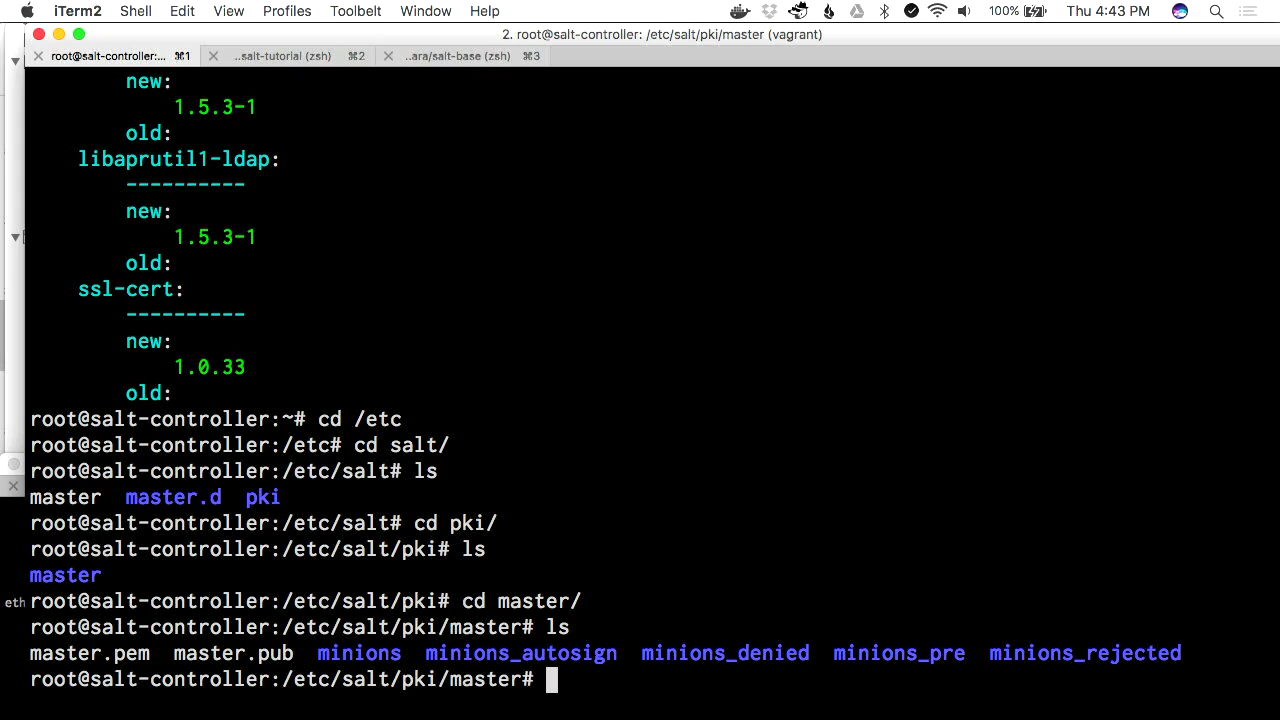 iTerm2 Shell Edit View Profiles Toolbelt Window Help 100% Thu 4:43 PM
2. root@salt-controller: /etc/salt/pki/master (vagrant)
root@salt-controller:... ⌘1 ..salt-tutorial (zsh) ⌘2 ..ara/salt-base (zsh) ⌘3
new:
1.5.3-1
old:
libaprutil1-ldap:
----------
new:
1.5.3-1
old:
ssl-cert:
----------
new:
1.0.33
old:
root@salt-controller:~# cd /etc
root@salt-controller:/etc# cd salt/
root@salt-controller:/etc/salt# ls
master master.d pki
root@salt-controller:/etc/salt# cd pki/
root@salt-controller:/etc/salt/pki# ls
master
eth root@salt-controller:/etc/salt/pki# cd master/
root@salt-controller:/etc/salt/pki/master# ls
master.pem master.pub minions minions_autosign minions_denied minions_pre minions_rejected
root@salt-controller:/etc/salt/pki/master#